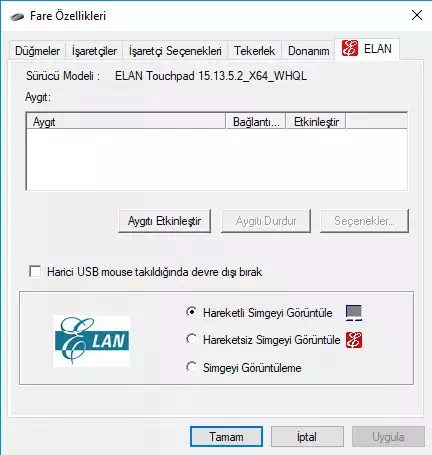 Fare Özellikleri
Düğmeler İşaretçiler İşaretçi Seçenekleri Tekerlek Donanım ELAN
Sürücü Modeli : ELAN Touchpad 15.13.5.2_X64_WHQL
Aygıt:
Aygıt Bağlantı... Etkinleştir
Aygıtı Etkinleştir Aygıtı Durdur Seçenekler...
Harici USB mouse takıldığında devre dışı bırak
Hareketli Simgeyi Görüntüle
ELAN Hareketsiz Simgeyi Görüntüle
Simgeyi Görüntüleme
Tamam İptal Uygula